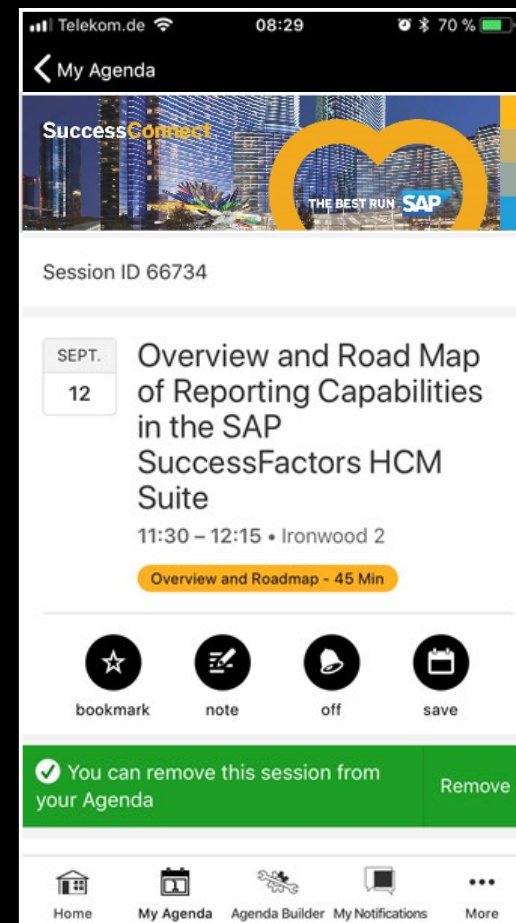 Telekom.de 08:29 70 %
My Agenda
SuccessConnect
THE BEST RUN SAP
Session ID 66734
SEPT.
12
Overview and Road Map
of Reporting Capabilities
in the SAP
SuccessFactors HCM
Suite
11:30 – 12:15 • Ironwood 2
Overview and Roadmap - 45 Min
bookmark note off save
You can remove this session from
your Agenda
Remove
Home My Agenda Agenda Builder My Notifications More